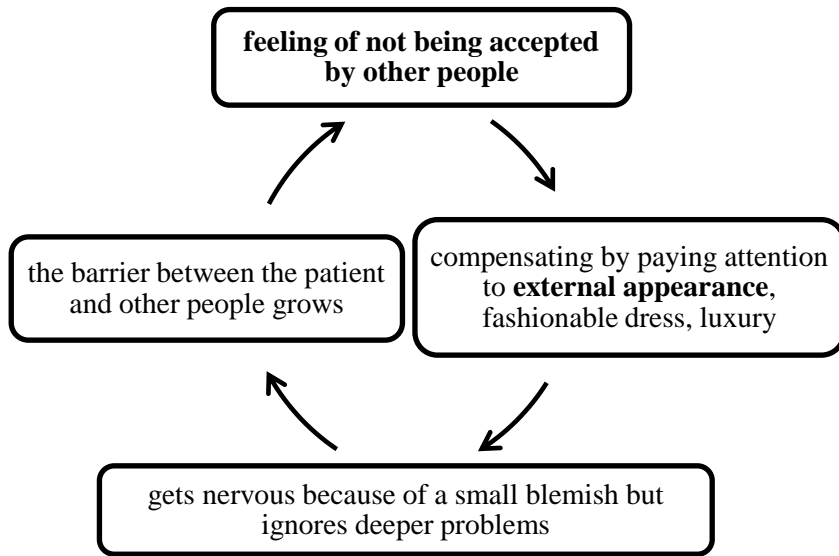 feeling of not being accepted
by other people
compensating by paying attention
to external appearance,
fashionable dress, luxury
gets nervous because of a small blemish but
ignores deeper problems
the barrier between the patient
and other people grows